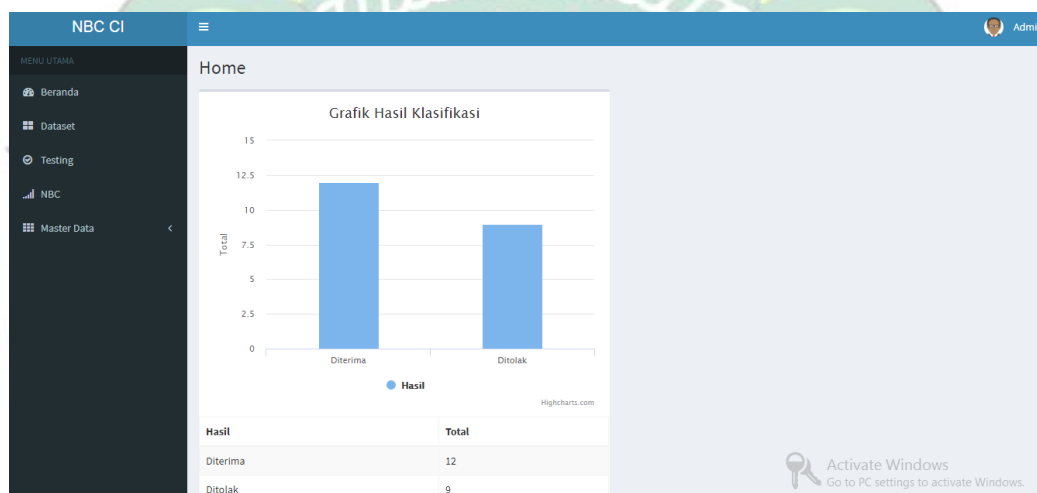 NBC CI
Admi
MENU UTAMA
Beranda
Dataset
Testing
NBC
Master Data
Home
Grafik Hasil Klasifikasi
15
12.5
10
7.5
5
2.5
0
Total
Diterima Ditolak
Hasil
Highcharts.com
Hasil Total
Diterima 12
Ditolak 9
Activate Windows
Go to PC settings to activate Windows.